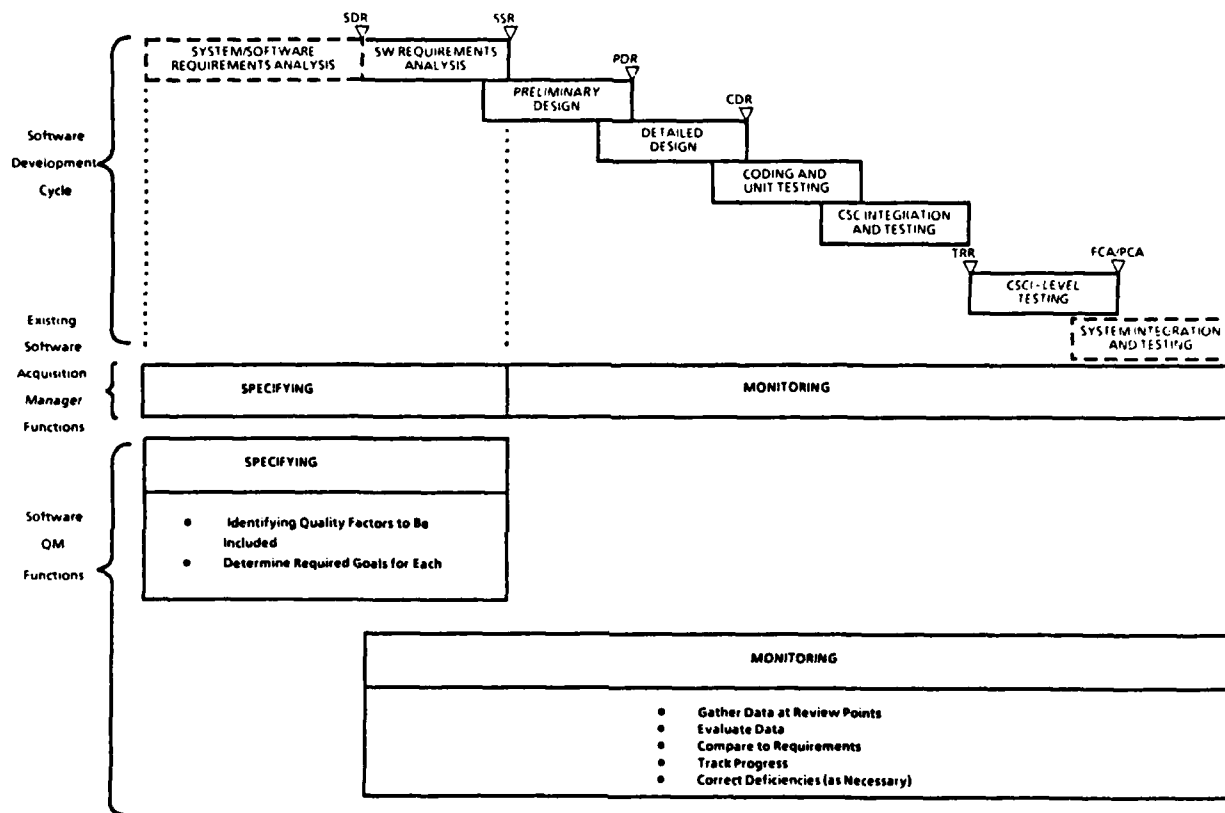 SDR
SSR
SYSTEM/SOFTWARE
REQUIREMENTS ANALYSIS
SW REQUIREMENTS
ANALYSIS
PDR
PRELIMINARY
DESIGN
CDR
DETAILED
DESIGN
CODING AND
UNIT TESTING
CSC INTEGRATION
AND TESTING
TRR
FCA/PCA
CSCI-LEVEL
TESTING
SYSTEM INTEGRATION
AND TESTING
Software
Development
Cycle
Existing
Software
Acquisition
Manager
Functions
SPECIFYING
MONITORING
Software
QM
Functions
SPECIFYING
• Identifying Quality Factors to Be
Included
• Determine Required Goals for Each
MONITORING
• Gather Data at Review Points
• Evaluate Data
• Compare to Requirements
• Track Progress
• Correct Deficiencies (as Necessary)